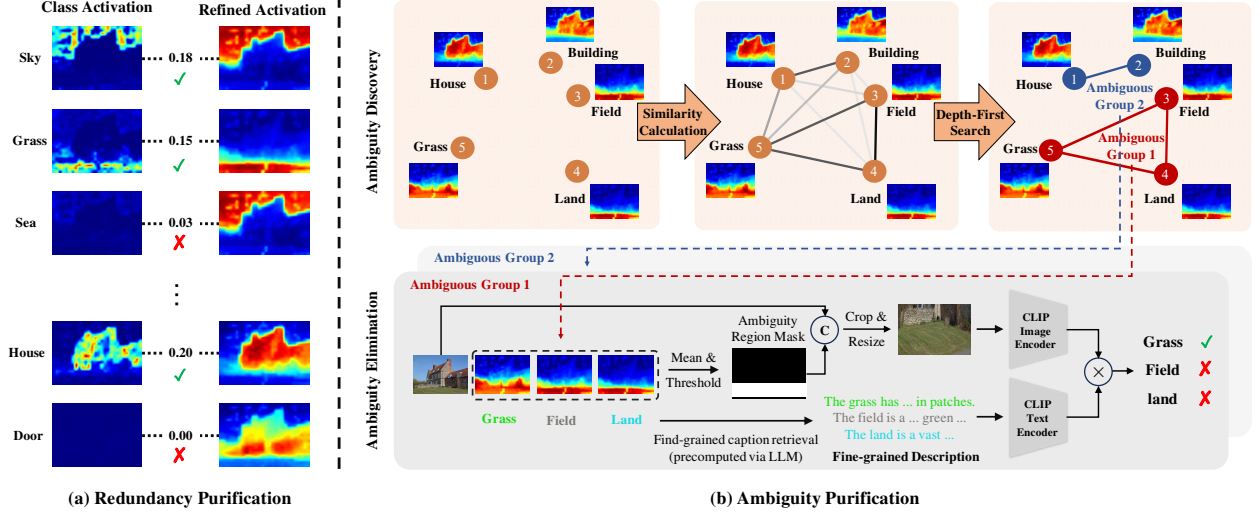 Class Activation
Refined Activation
Sky
0.18
Grass
0.15
Sea
0.03
House
0.20
Door
0.00
(a) Redundancy Purification
Ambiguity Discovery
House
1
2
Building
3
Field
Grass
5
4
Land
Similarity
Calculation
House
1
2
Building
3
Field
Grass
5
4
Land
Depth-First
Search
House
1
2
Building
Ambiguous
Group 2
3
Field
Grass
5
Ambiguous
Group 1
4
Land
Ambiguity Elimination
Ambiguous Group 2
Ambiguous Group 1
Grass
Field
Land
Mean &
Threshold
Ambiguity
Region Mask
C
Crop &
Resize
CLIP
Image
Encoder
Find-grained caption retrieval
(precomputed via LLM)
The grass has ... in patches.
The field is a ... green ...
The land is a vast ...
Fine-grained Description
CLIP
Text
Encoder
×
Grass
Field
land
(b) Ambiguity Purification